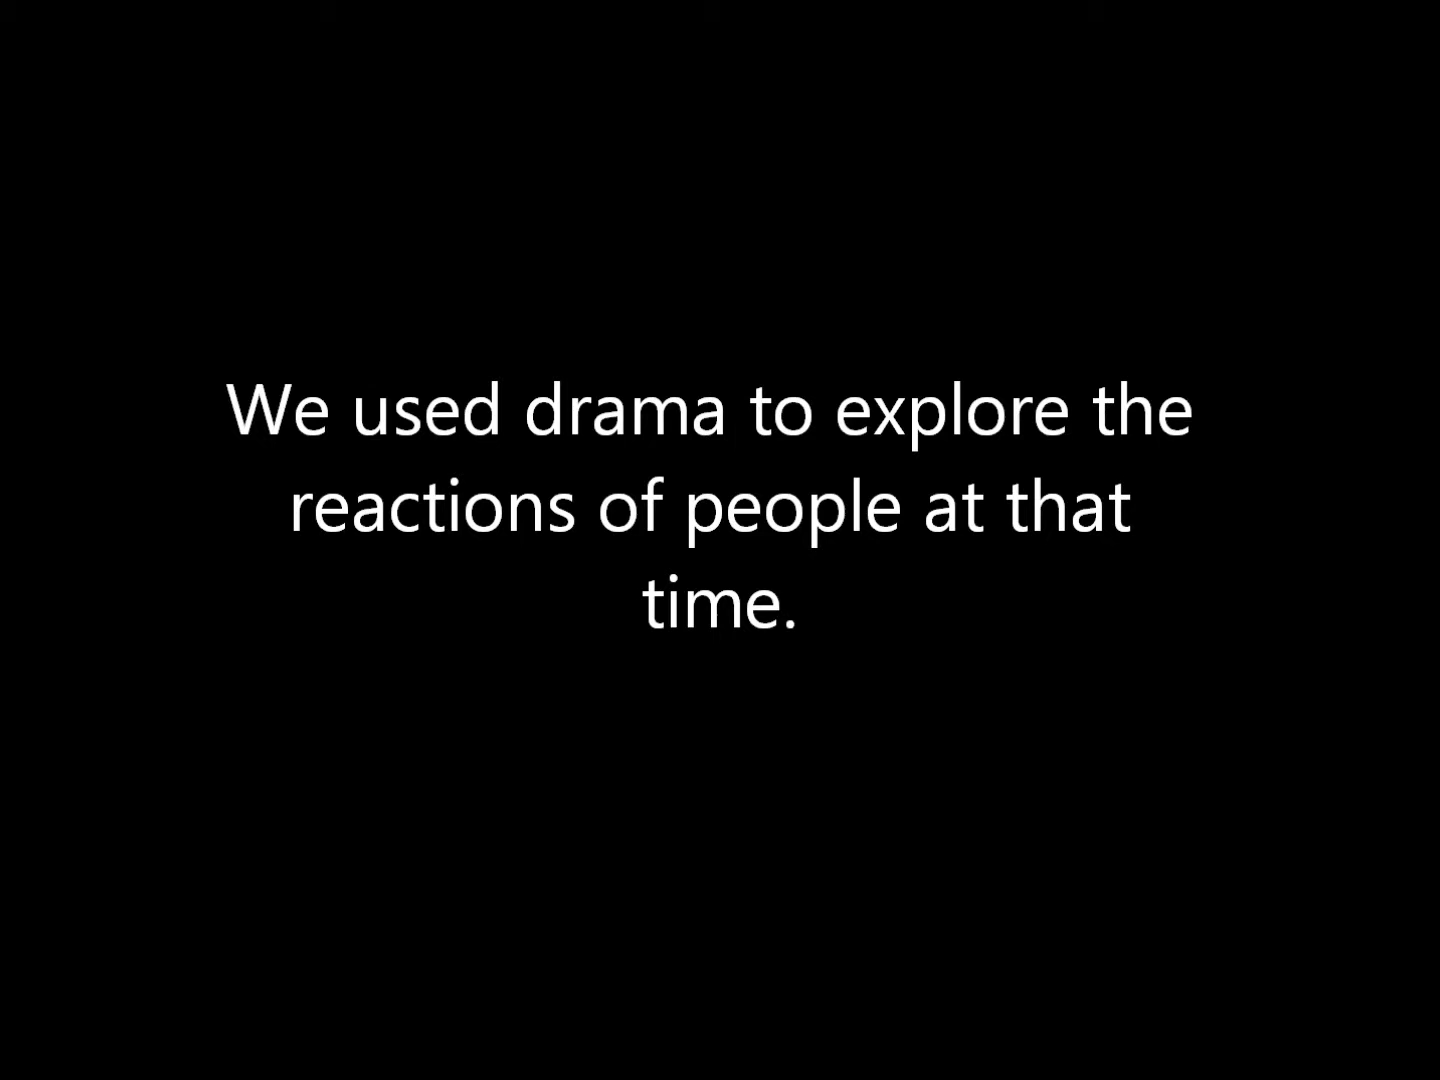 We used drama to explore the
reactions of people at that
time.